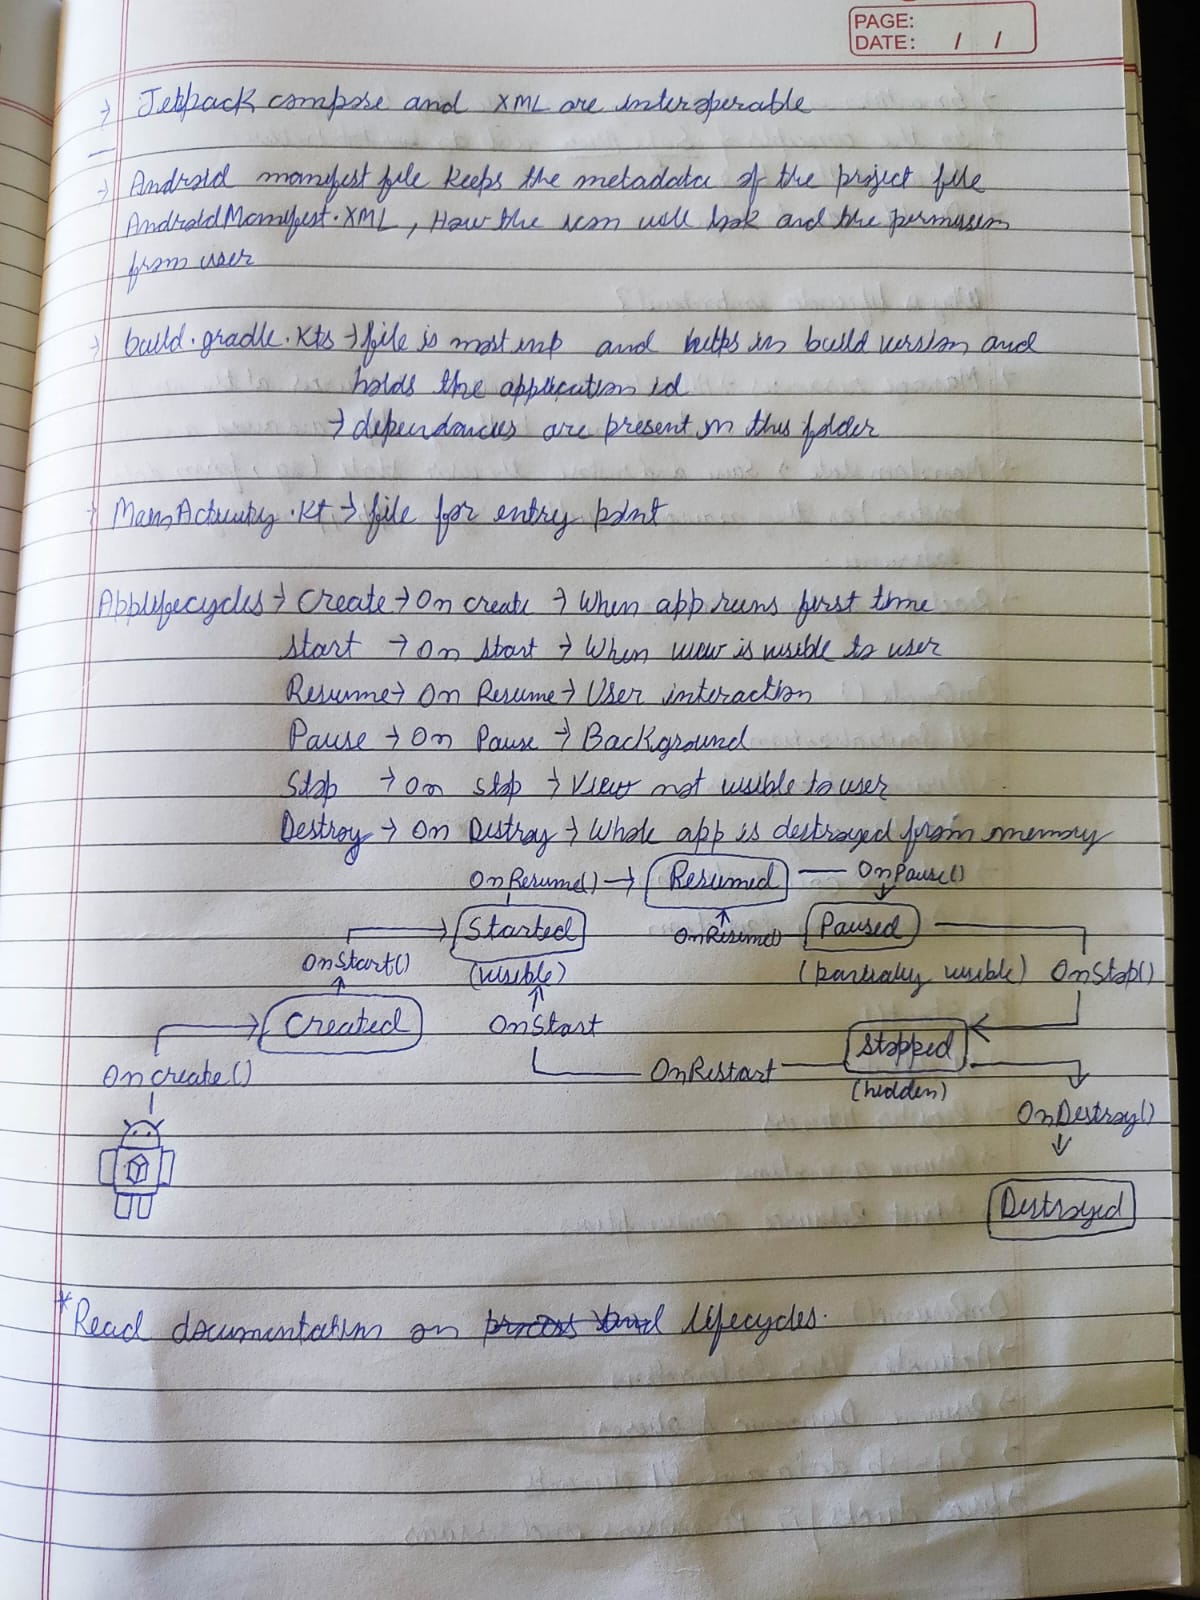 PAGE:
DATE: / /
→ Jetpack compose and XML are interoperable
→ Android manifest file keeps the metadata of the project file
AndroidManifest.XML, How the icon will look and the permission
from user
→ build.gradle.kts → file is most imp and helps in build version and
holds the application id
→ dependancies are present in this folder
→ MainActivity.kt → file for entry point
Applifecycles → Create → On create → When app runs first time
Start → On Start → When view is visible to user
Resume → On Resume → User interaction
Pause → On Pause → Background
Stop → On stop → View not visible to user
Destroy → On Destroy → Whole app is destroyed from memory
OnResume() → Resumed — OnPause()
Started OnResume() Paused
OnStart() (visible) (partially visible) OnStop()
Created OnStart Stopped
Oncreate() OnRestart (hidden)
OnDestroy()
Destroyed
*Read documentation on lifecycles.